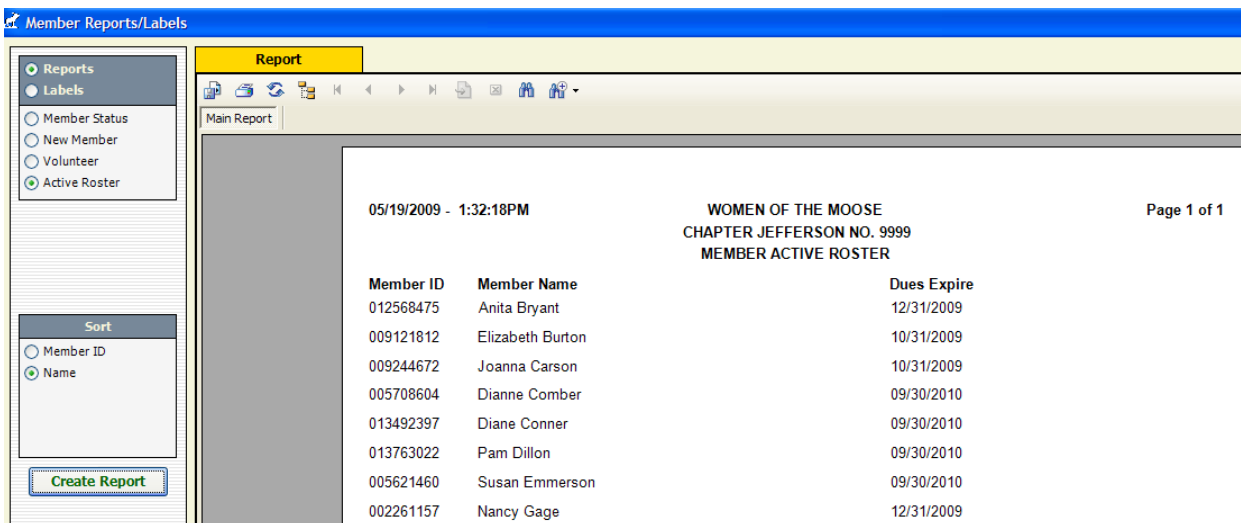 Member Reports/Labels
Reports
Labels
Member Status
New Member
Volunteer
Active Roster
Sort
Member ID
Name
Create Report
Report
Main Report
05/19/2009 - 1:32:18PM WOMEN OF THE MOOSE Page 1 of 1
CHAPTER JEFFERSON NO. 9999
MEMBER ACTIVE ROSTER
Member ID Member Name Dues Expire
012568475 Anita Bryant 12/31/2009
009121812 Elizabeth Burton 10/31/2009
009244672 Joanna Carson 10/31/2009
005708604 Dianne Comber 09/30/2010
013492397 Diane Conner 09/30/2010
013763022 Pam Dillon 09/30/2010
005621460 Susan Emmerson 09/30/2010
002261157 Nancy Gage 12/31/2009